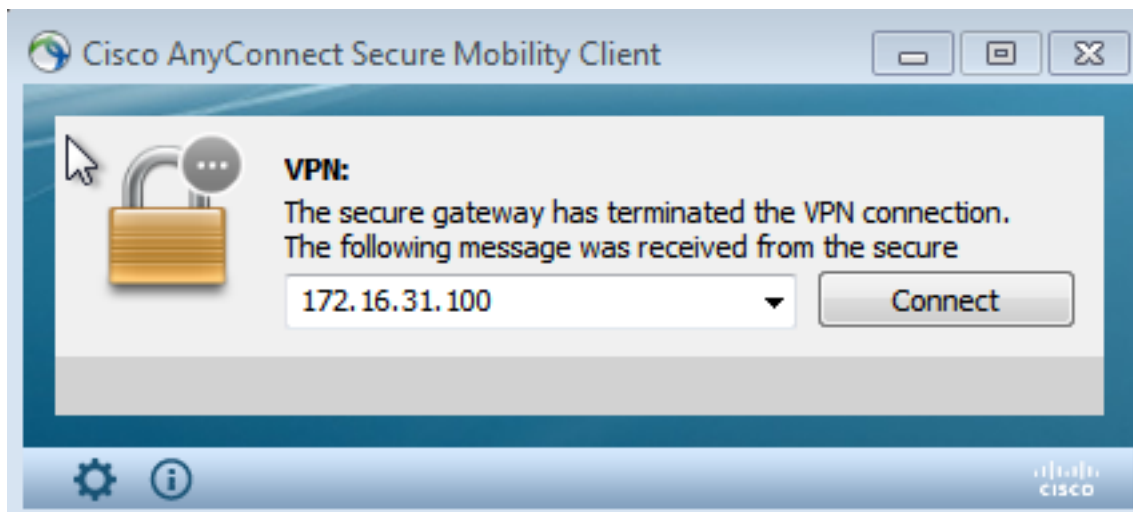 Cisco AnyConnect Secure Mobility Client
VPN:
The secure gateway has terminated the VPN connection.
The following message was received from the secure
172.16.31.100
Connect
CISCO